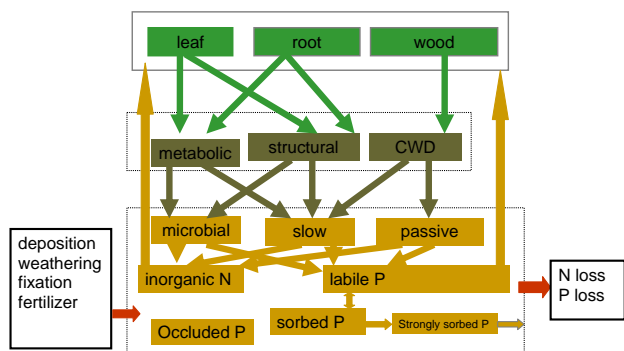 leaf root wood
metabolic structural CWD
microbial slow passive
deposition
weathering
fixation
fertilizer
inorganic N labile P
N loss
P loss
Occluded P sorbed P Strongly sorbed P